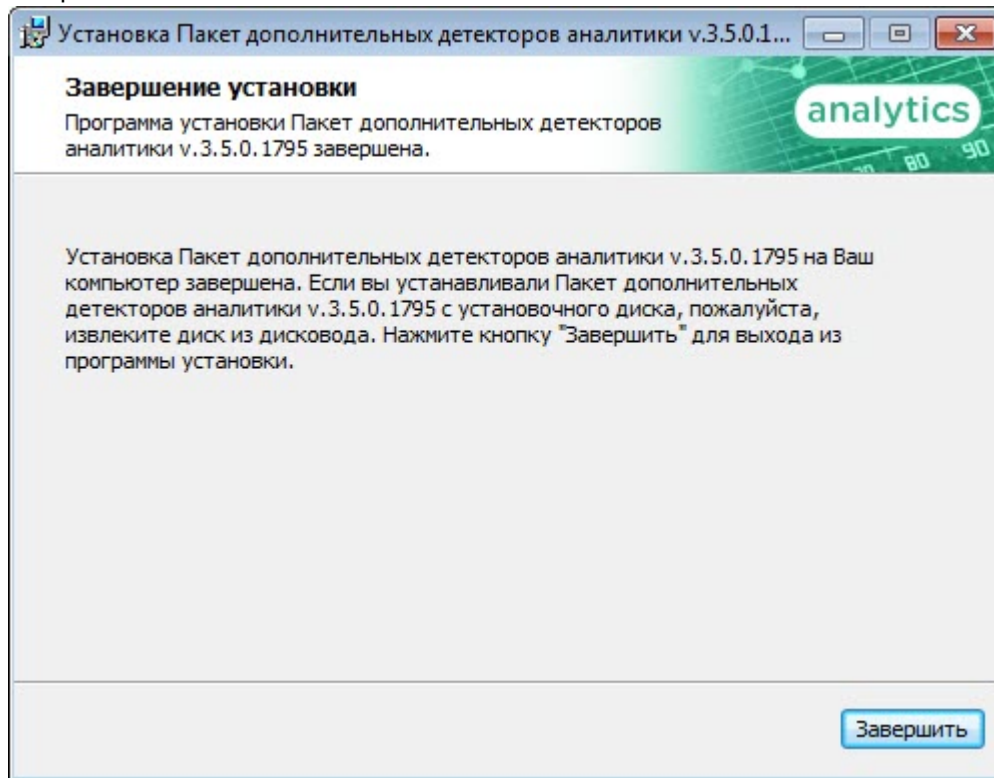 Установка Пакет дополнительных детекторов аналитики v.3.5.0.1...
Завершение установки
Программа установки Пакет дополнительных детекторов
аналитики v.3.5.0.1795 завершена.
analytics
80
90
Установка Пакет дополнительных детекторов аналитики v.3.5.0.1795 на Ваш
компьютер завершена. Если вы устанавливали Пакет дополнительных
детекторов аналитики v.3.5.0.1795 с установочного диска, пожалуйста,
извлеките диск из дисковода. Нажмите кнопку "Завершить" для выхода из
программы установки.
Завершить